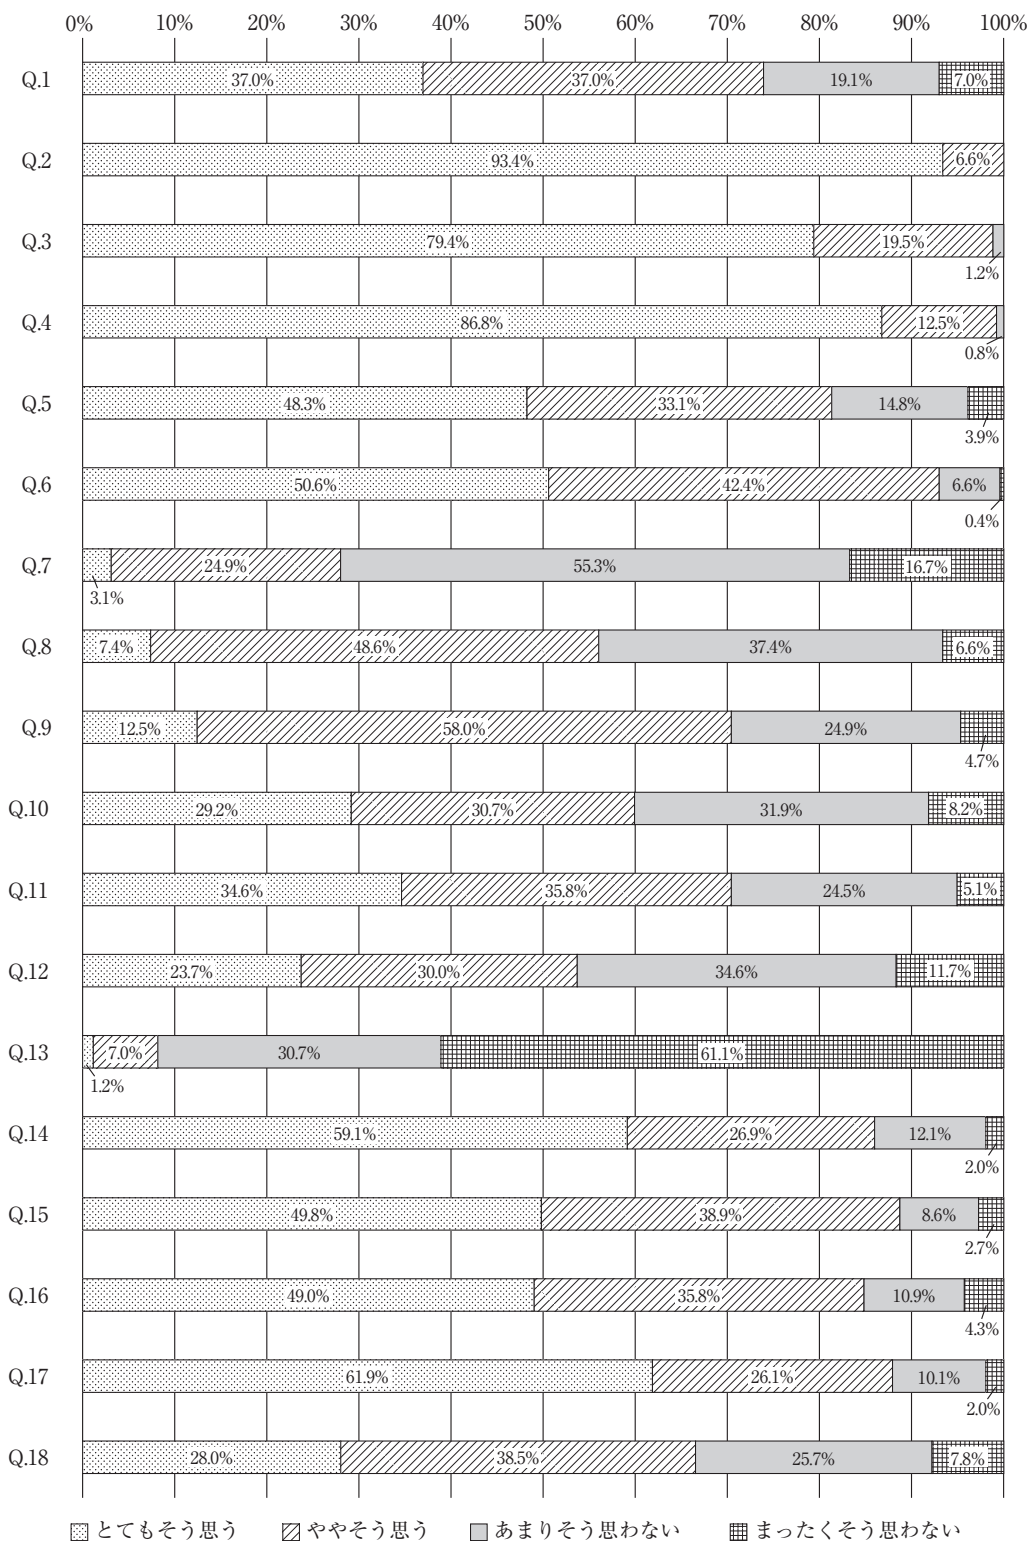 0% 10% 20% 30% 40% 50% 60% 70% 80% 90% 100%
Q.1 37.0% 37.0% 19.1% 7.0%
Q.2 93.4% 6.6%
Q.3 79.4% 19.5%
1.2%
Q.4 86.8% 12.5%
0.8%
Q.5 48.3% 33.1% 14.8%
3.9%
Q.6 50.6% 42.4% 6.6%
0.4%
Q.7 24.9% 55.3% 16.7%
3.1%
Q.8 7.4% 48.6% 37.4% 6.6%
Q.9 12.5% 58.0% 24.9%
4.7%
Q.10 29.2% 30.7% 31.9% 8.2%
Q.11 34.6% 35.8% 24.5% 5.1%
Q.12 23.7% 30.0% 34.6% 11.7%
Q.13 7.0% 30.7% 61.1%
1.2%
Q.14 59.1% 26.9% 12.1%
2.0%
Q.15 49.8% 38.9% 8.6%
2.7%
Q.16 49.0% 35.8% 10.9%
4.3%
Q.17 61.9% 26.1% 10.1%
2.0%
Q.18 28.0% 38.5% 25.7% 7.8%
とてもそう思う ややそう思う あまりそう思わない まったくそう思わない